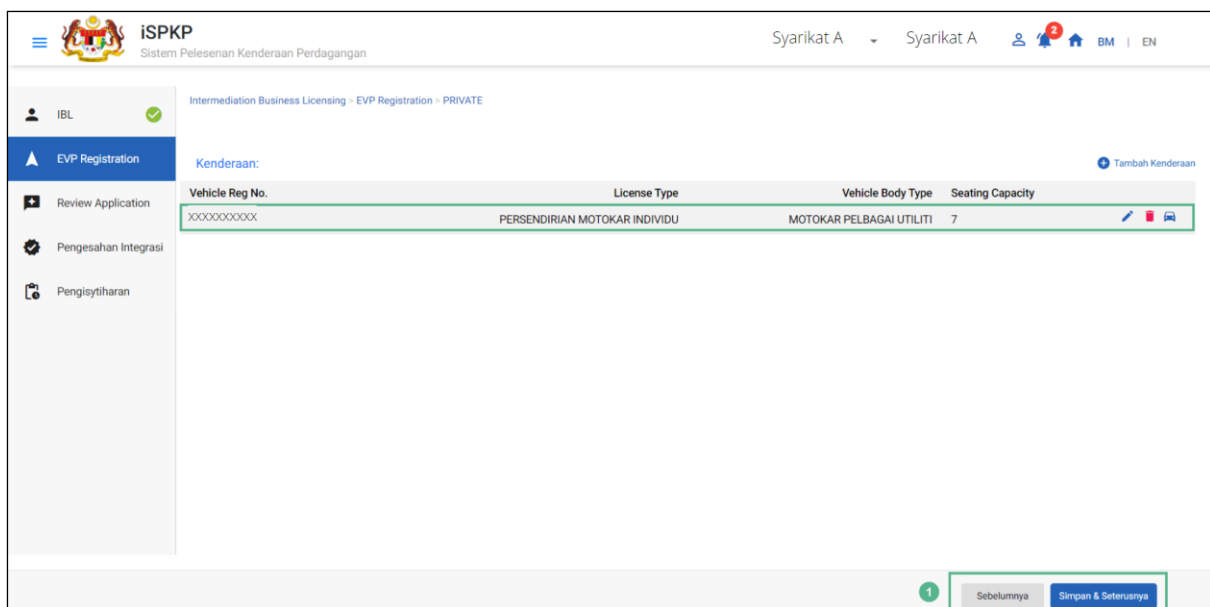 iSPKP
Sistem Pelesenan Kenderaan Perdagangan
Syarikat A Syarikat A 2 BM | EN
IBL
EVP Registration
Review Application
Pengesahan Integrasi
Pengisytiharan
Intermediation Business Licensing > EVP Registration > PRIVATE
Kenderaan: Tambah Kenderaan
Vehicle Reg No. License Type Vehicle Body Type Seating Capacity
XXXXXXXXXX PERSENDIRIAN MOTOKAR INDIVIDU MOTOKAR PELBAGAI UTILITI 7
1 Sebelumnya Simpan & Seterusnya